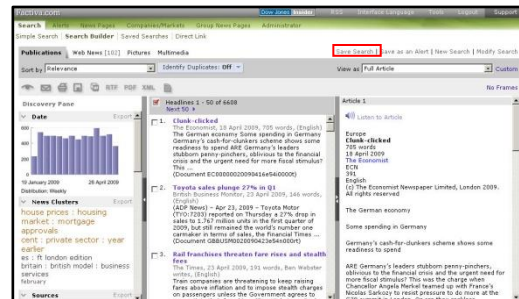 Factiva.com
Dow Jones Insider RSS Interface Language Tools Logout Support
Search Alerts News Pages Companies/Markets Group News Pages Administrator
Simple Search | Search Builder | Saved Searches | Direct Link
Publications Web News [102] Pictures Multimedia
Save Search | Save as an Alert | New Search | Modify Search
Sort by Relevance Identify Duplicates: Off View as: Full Article Custom
RTF PDF XML No Frames
Discovery Pane
Date Export
600
400
200
0
19 January 2009 26 April 2009
Distribution: Weekly
News Clusters Export
house prices : housing
market : mortgage
approvals
cent : private sector : year
earlier
es : ft london edition
britain : british model : business
services
february
Sources Export
Headlines 1 - 50 of 6608
Next 50
1. Clunk-clicked
The Economist, 18 April 2009, 705 words, (English)
The German economy Some spending in Germany
Germany's cash-for-clunkers scheme shows some
readiness to spend ARE Germany's leaders
stubborn penny-pinchers, oblivious to the financial
crisis and the urgent need for more fiscal stimulus?
This ...
(Document EC00000020090416e54i0000t)
2. Toyota sales plunge 27% in Q1
British Business Monitor, 23 April 2009, 146 words,
(English)
(ADP News) - Apr 23, 2009 - Toyota Motor
(TYO:7203) reported on Thursday a 27% drop in
sales to 1.767 million units in the first quarter of
2009, but still remained the world's number one
carmaker in terms of sales, the Financial Times ...
(Document GBBUSM0020090423e54n000rt)
3. Rail franchises threaten fare rises and stealth
fees
The Times, 23 April 2009, 191 words, Ben Webster
writes, (English)
Train companies are threatening to keep raising
fares above inflation and to impose stealth charges
on passengers unless the Government agrees to
Article 1
Listen to Article
Europe
Clunk-clicked
705 words
18 April 2009
The Economist
ECN
391
English
(c) The Economist Newspaper Limited, London 2009.
All rights reserved
The German economy
Some spending in Germany
Germany's cash-for-clunkers scheme shows some
readiness to spend
ARE Germany's leaders stubborn penny-pinchers,
oblivious to the financial crisis and the urgent need for
more fiscal stimulus? This was the charge when
Chancellor Angela Merkel teamed up with France's
Nicolas Sarkozy to resist pressure to do more at the